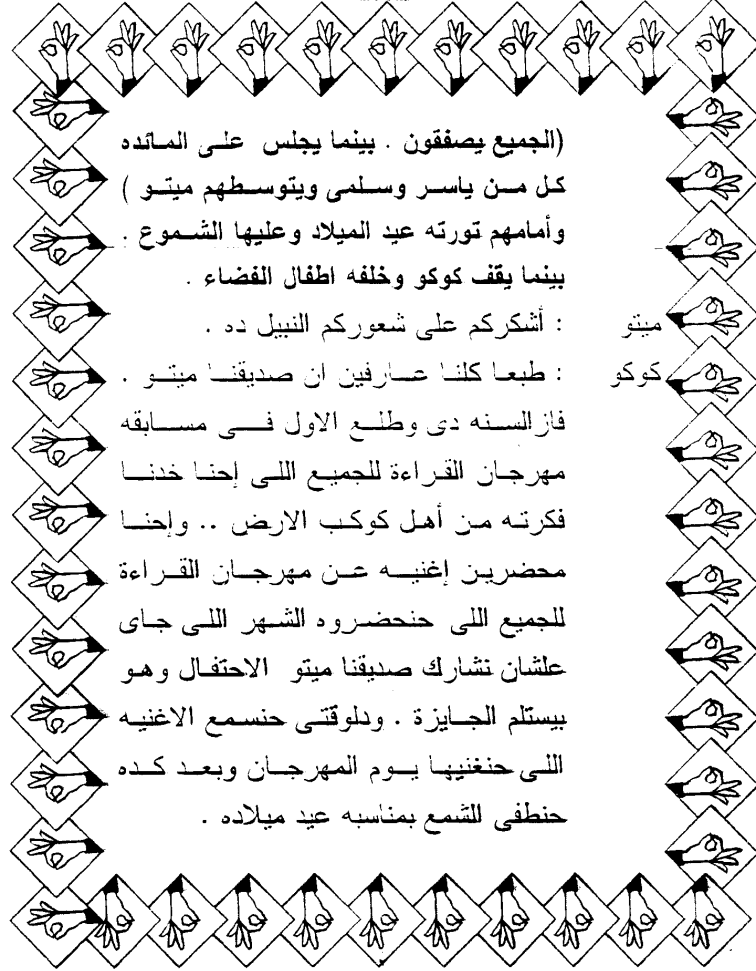 (الجميع يصفقون . بينما يجلس على المائده
كل من ياسر وسلمى ويتوسطهم ميتو )
وأمامهم تورته عيد الميلاد وعليها الشموع .
بينما يقف كوكو وخلفه اطفال الفضاء .
ميتو : أشكركم على شعوركم النبيل ده .
كوكو : طبعا كلنا عارفين ان صديقنا ميتو .
فاز السنه دى وطلع الاول فى مسابقه
مهرجان القراءة للجميع اللى إحنا خدنا
فكرته من أهل كوكب الارض .. وإحنا
محضرين إغنيه عن مهرجان القراءة
للجميع اللى حنحضروه الشهر اللى جاى
علشان نشارك صديقنا ميتو الاحتفال وهو
بيستلم الجايزة . ودلوقتى حنسمع الاغنيه
اللى حنغنيها يوم المهرجان وبعد كده
حنطفى الشمع بمناسبه عيد ميلاده .